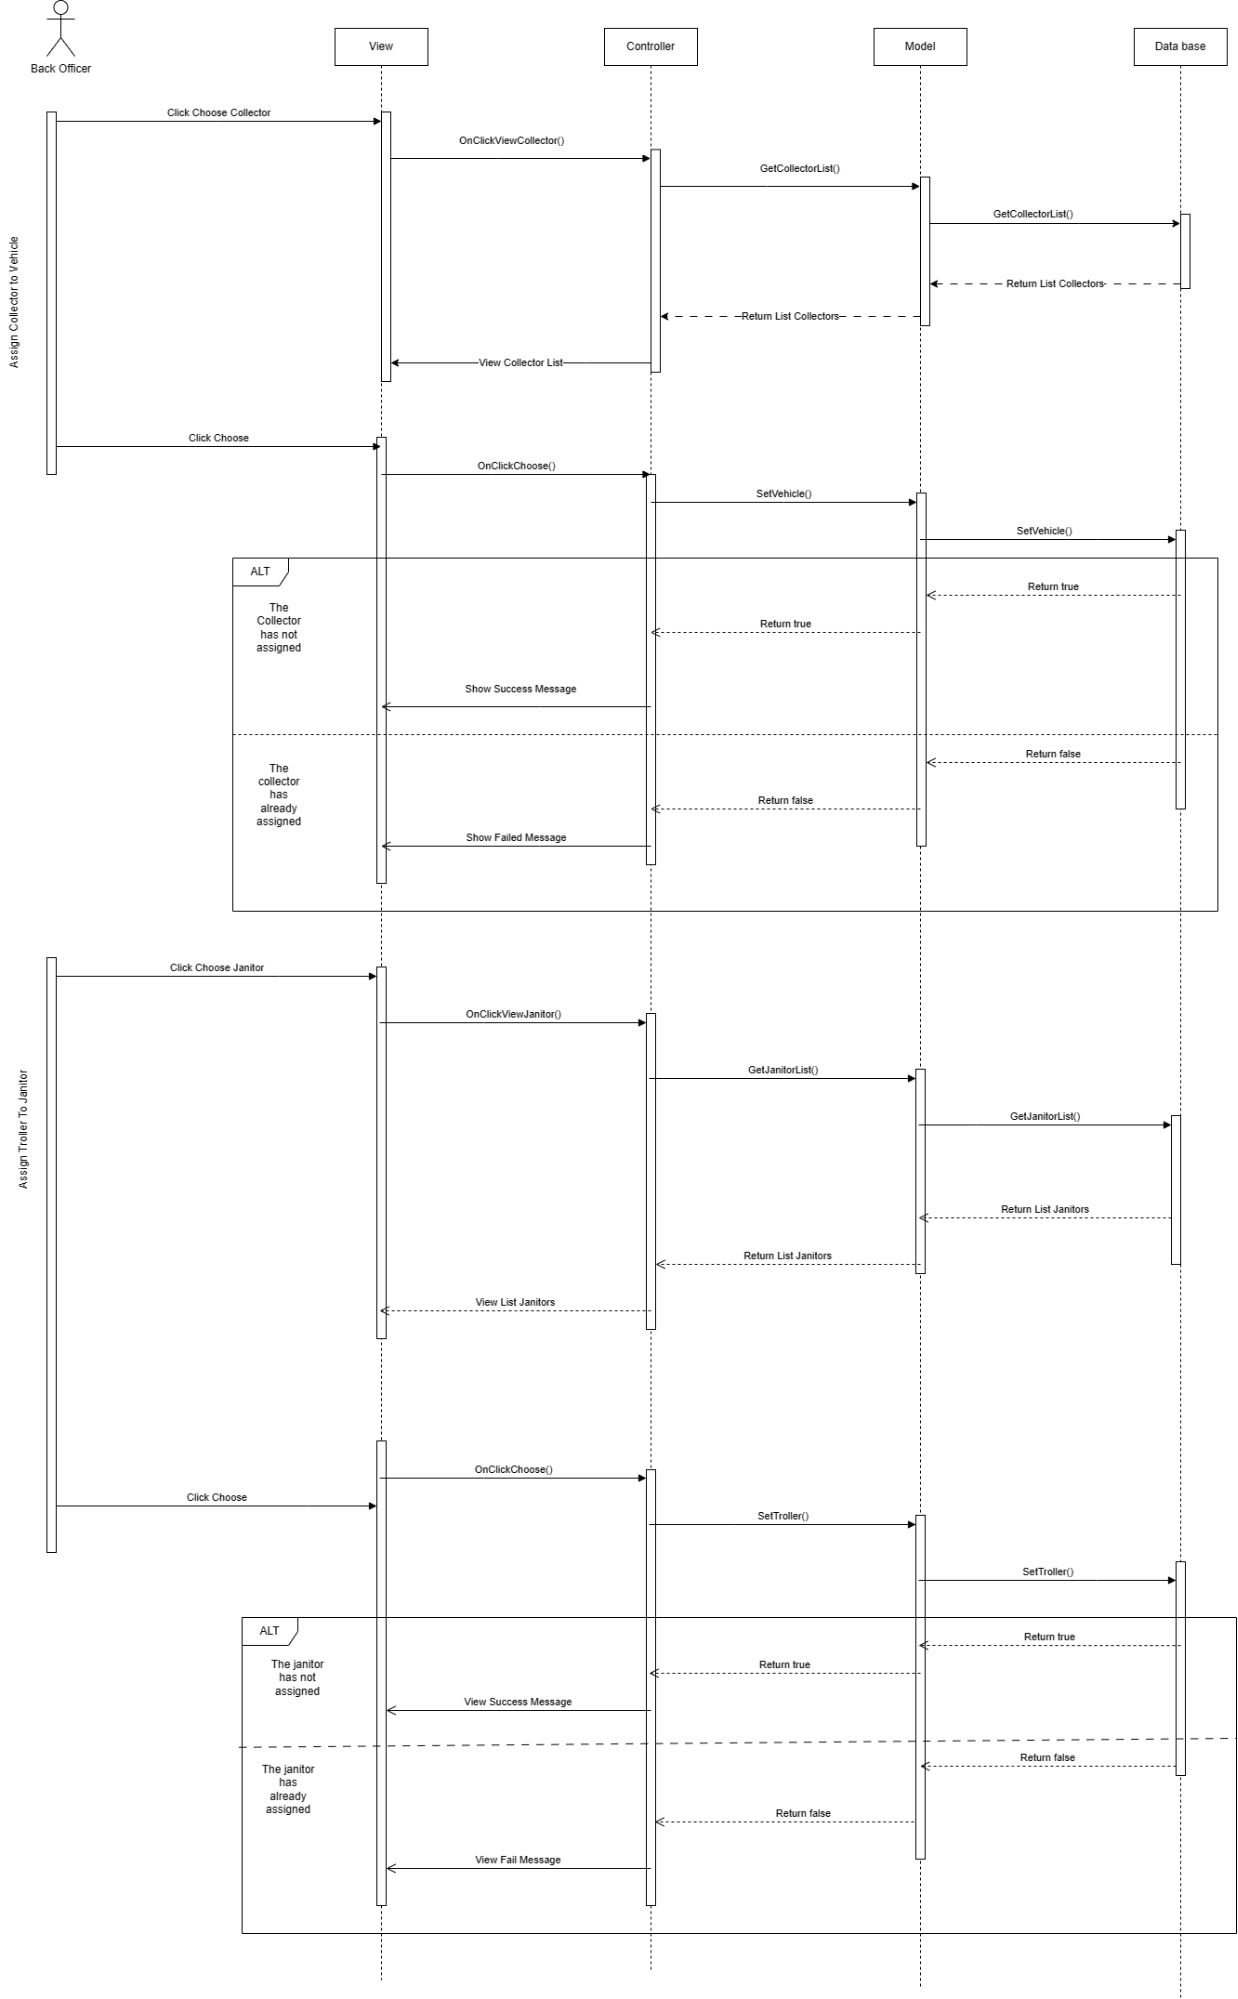 Back Officer
View
Controller
Model
Data base
Assign Collector to Vehicle
Click Choose Collector
OnClickViewCollector()
GetCollectorList()
GetCollectorList()
Return List Collectors
Return List Collectors
View Collector List
Click Choose
OnClickChoose()
SetVehicle()
SetVehicle()
ALT
The
Collector
has not
assigned
Return true
Return true
Show Success Message
The
collector
has
already
assigned
Return false
Return false
Show Failed Message
Assign Troller To Janitor
Click Choose Janitor
OnClickViewJanitor()
GetJanitorList()
GetJanitorList()
Return List Janitors
Return List Janitors
View List Janitors
OnClickChoose()
Click Choose
SetTroller()
SetTroller()
ALT
The janitor
has not
assigned
Return true
Return true
View Success Message
The janitor
has
already
assigned
Return false
Return false
View Fail Message